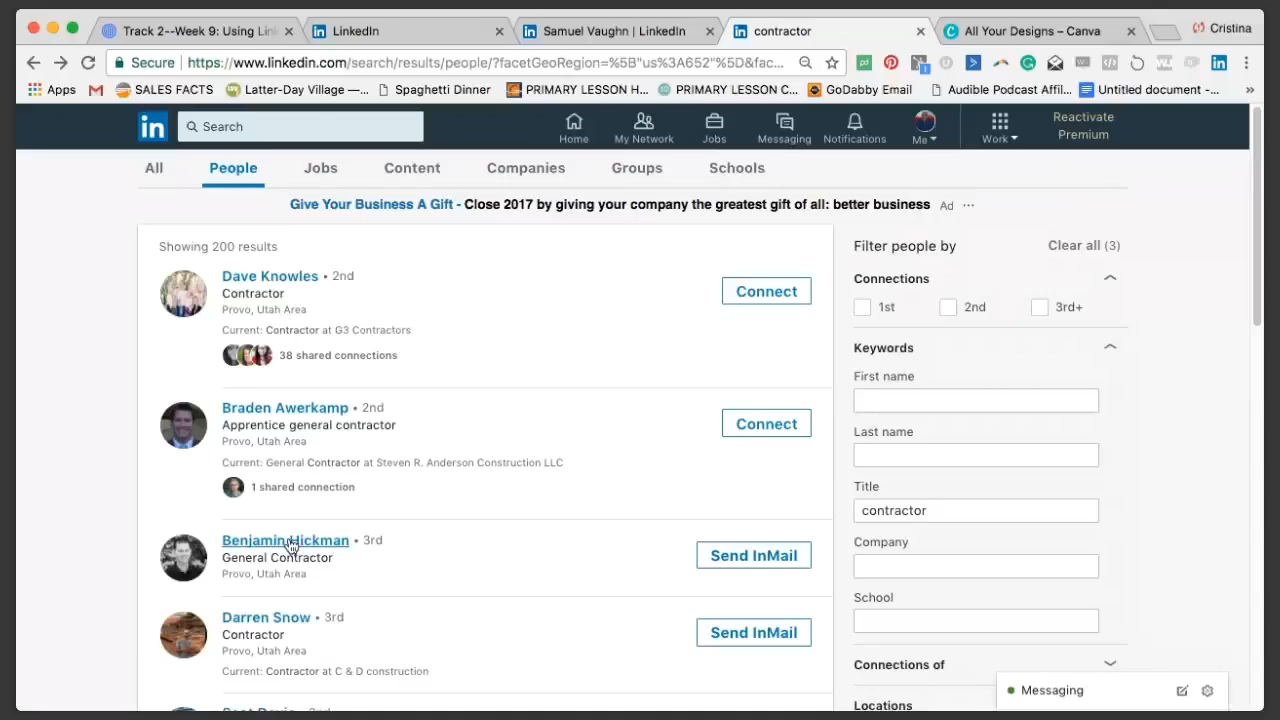 Track 2--Week 9: Using Lin
LinkedIn
Samuel Vaughn | LinkedIn
contractor
All Your Designs – Canva
Cristina
Secure | https://www.linkedin.com/search/results/people/?facetGeoRegion=%5B"us%3A652"%5D&fac...
Apps
SALES FACTS
Latter-Day Village —...
Spaghetti Dinner
PRIMARY LESSON H...
PRIMARY LESSON C...
GoDabby Email
Audible Podcast Affil...
Untitled document -...
»
in
Search
Home
My Network
Jobs
Messaging
Notifications
Me
Work
Reactivate
Premium
All
People
Jobs
Content
Companies
Groups
Schools
Give Your Business A Gift - Close 2017 by giving your company the greatest gift of all: better business Ad ...
Showing 200 results
Dave Knowles • 2nd
Contractor
Provo, Utah Area
Current: Contractor at G3 Contractors
38 shared connections
Connect
Braden Awerkamp • 2nd
Apprentice general contractor
Provo, Utah Area
Current: General Contractor at Steven R. Anderson Construction LLC
1 shared connection
Connect
Benjamin Hickman • 3rd
General Contractor
Provo, Utah Area
Send InMail
Darren Snow • 3rd
Contractor
Provo, Utah Area
Current: Contractor at C & D construction
Send InMail
Filter people by
Clear all (3)
Connections
1st
2nd
3rd+
Keywords
First name
Last name
Title
contractor
Company
School
Connections of
Locations
Messaging